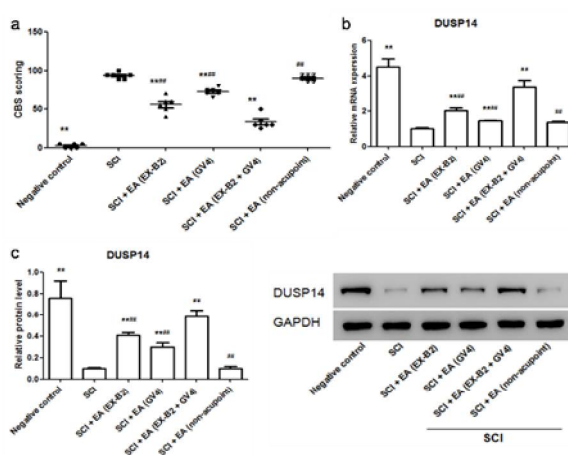 a
CBS scoring
150
100
50
0
**
**##
**##
**
##
Negative control
SCI
SCI + EA (EX-B2)
SCI + EA (GV4)
SCI + EA (EX-B2 + GV4)
SCI + EA (non-acupoint)
b
DUSP14
Relative mRNA expression
6
4
2
0
**
**##
**##
**
##
Negative control
SCI
SCI + EA (EX-B2)
SCI + EA (GV4)
SCI + EA (EX-B2 + GV4)
SCI + EA (non-acupoint)
c
DUSP14
Relative protein level
1.0
0.8
0.6
0.4
0.2
0.0
**
**##
**##
##
##
Negative control
SCI
SCI + EA (EX-B2)
SCI + EA (GV4)
SCI + EA (EX-B2 + GV4)
SCI + EA (non-acupoint)
DUSP14
GAPDH
Negative control
SCI
SCI + EA (EX-B2)
SCI + EA (GV4)
SCI + EA (EX-B2 + GV4)
SCI + EA (non-acupoint)
SCI